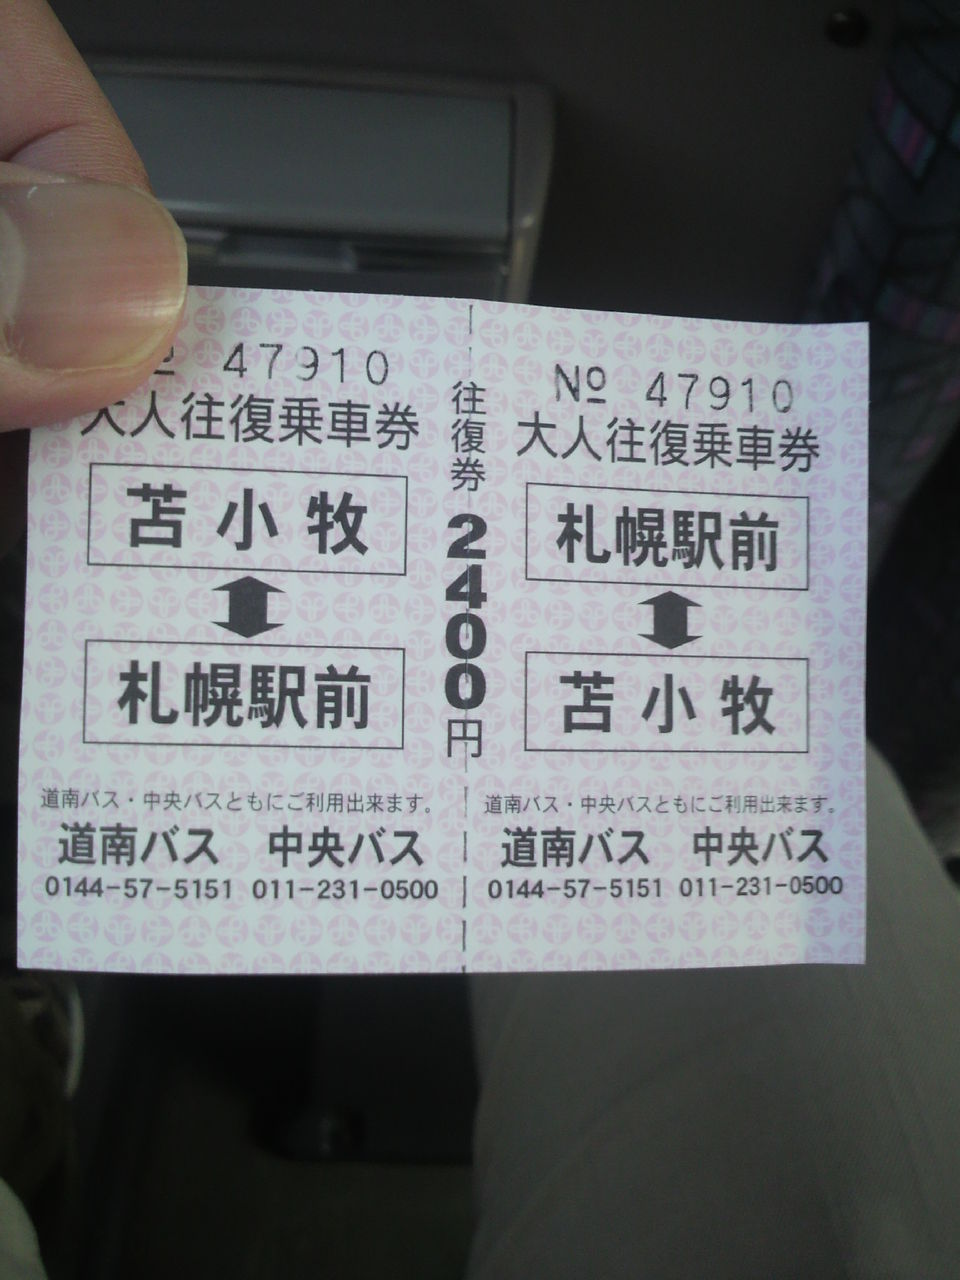 47910
大人往復乗車券
苫小牧
札幌駅前
道南バス・中央バスともにご利用出来ます。
道南バス 中央バス
0144-57-5151 011-231-0500
往復券 2400円
№ 47910
大人往復乗車券
札幌駅前
苫小牧
道南バス・中央バスともにご利用出来ます。
道南バス 中央バス
0144-57-5151 011-231-0500